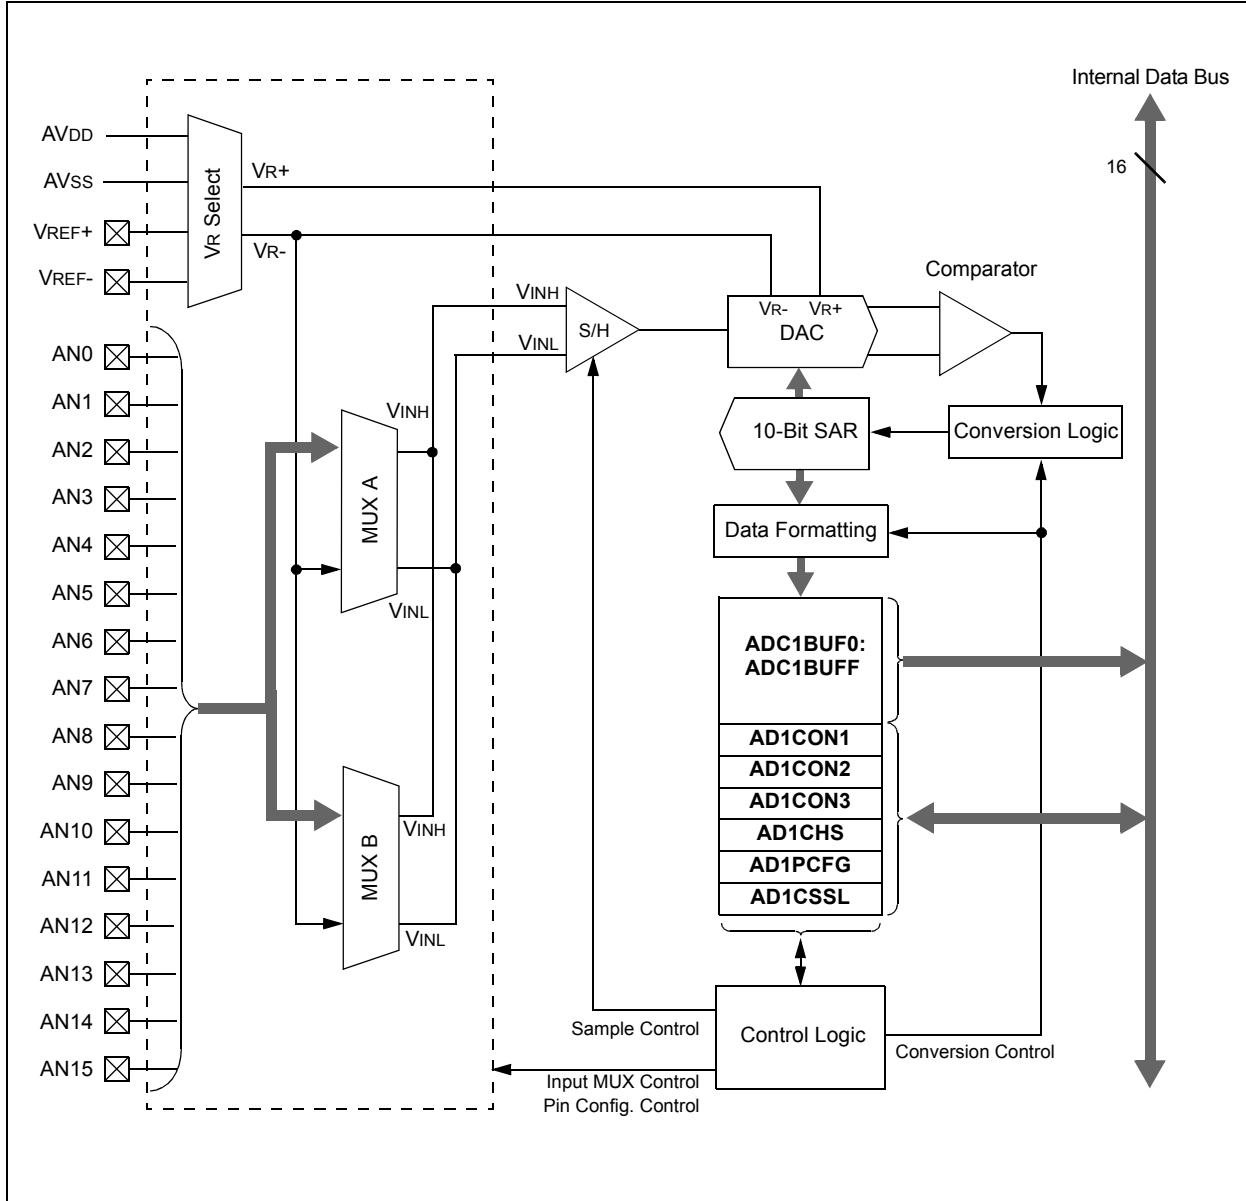 Internal Data Bus
16
AVDD
AVSS
VREF+
VREF-
VR Select
VR+
VR-
AN0
AN1
AN2
AN3
AN4
AN5
AN6
AN7
AN8
AN9
AN10
AN11
AN12
AN13
AN14
AN15
MUX A
VINH
VINL
MUX B
VINH
VINL
VINH
VINL
S/H
Comparator
VR- VR+
DAC
10-Bit SAR
Conversion Logic
Data Formatting
ADC1BUF0:
ADC1BUFF
AD1CON1
AD1CON2
AD1CON3
AD1CHS
AD1PCFG
AD1CSSL
Control Logic
Sample Control
Conversion Control
Input MUX Control
Pin Config. Control